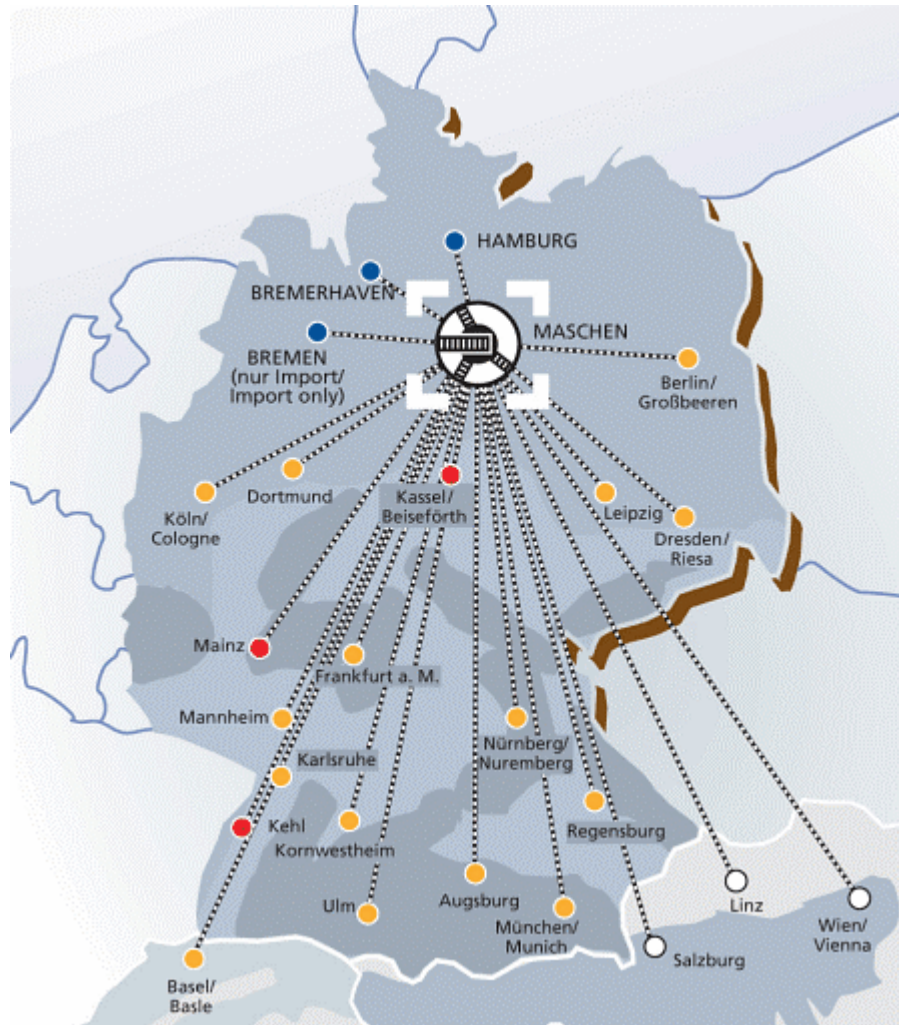 HAMBURG
BREMERHAVEN
MASCHEN
BREMEN
(nur Import/
Import only)
Berlin/
Großbeeren
Dortmund
Kassel/
Beiseförth
Leipzig
Köln/
Cologne
Dresden/
Riesa
Mainz
Frankfurt a. M.
Mannheim
Nürnberg/
Nuremberg
Karlsruhe
Kehl
Regensburg
Kornwestheim
Augsburg
Ulm
Linz
München/
Munich
Wien/
Vienna
Salzburg
Basel/
Basle